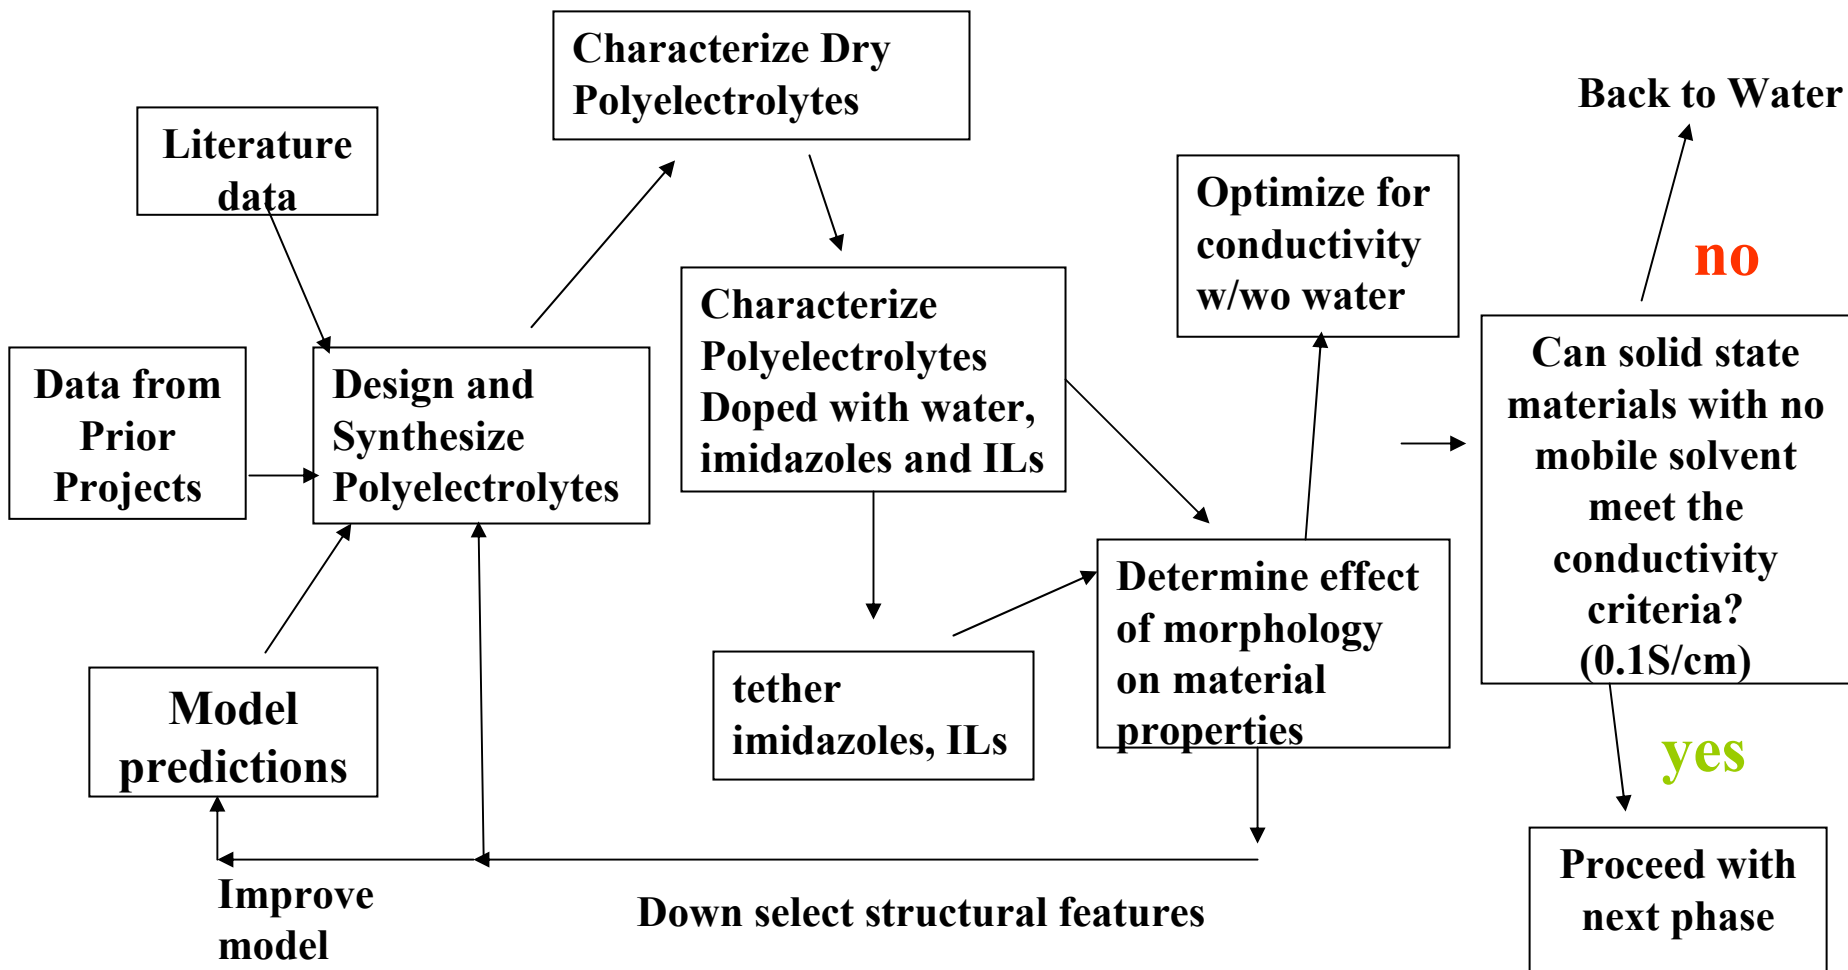 Characterize Dry
Polyelectrolytes
Back to Water
Literature
data
Optimize for
conductivity
w/wo water
no
Characterize
Polyelectrolytes
Doped with water,
imidazoles and ILs
Can solid state
materials with no
mobile solvent
meet the
conductivity
criteria?
(0.1S/cm)
Data from
Prior
Projects
Design and
Synthesize
Polyelectrolytes
Determine effect
of morphology
on material
properties
tether
imidazoles, ILs
Model
predictions
yes
Proceed with
next phase
Improve
model
Down select structural features